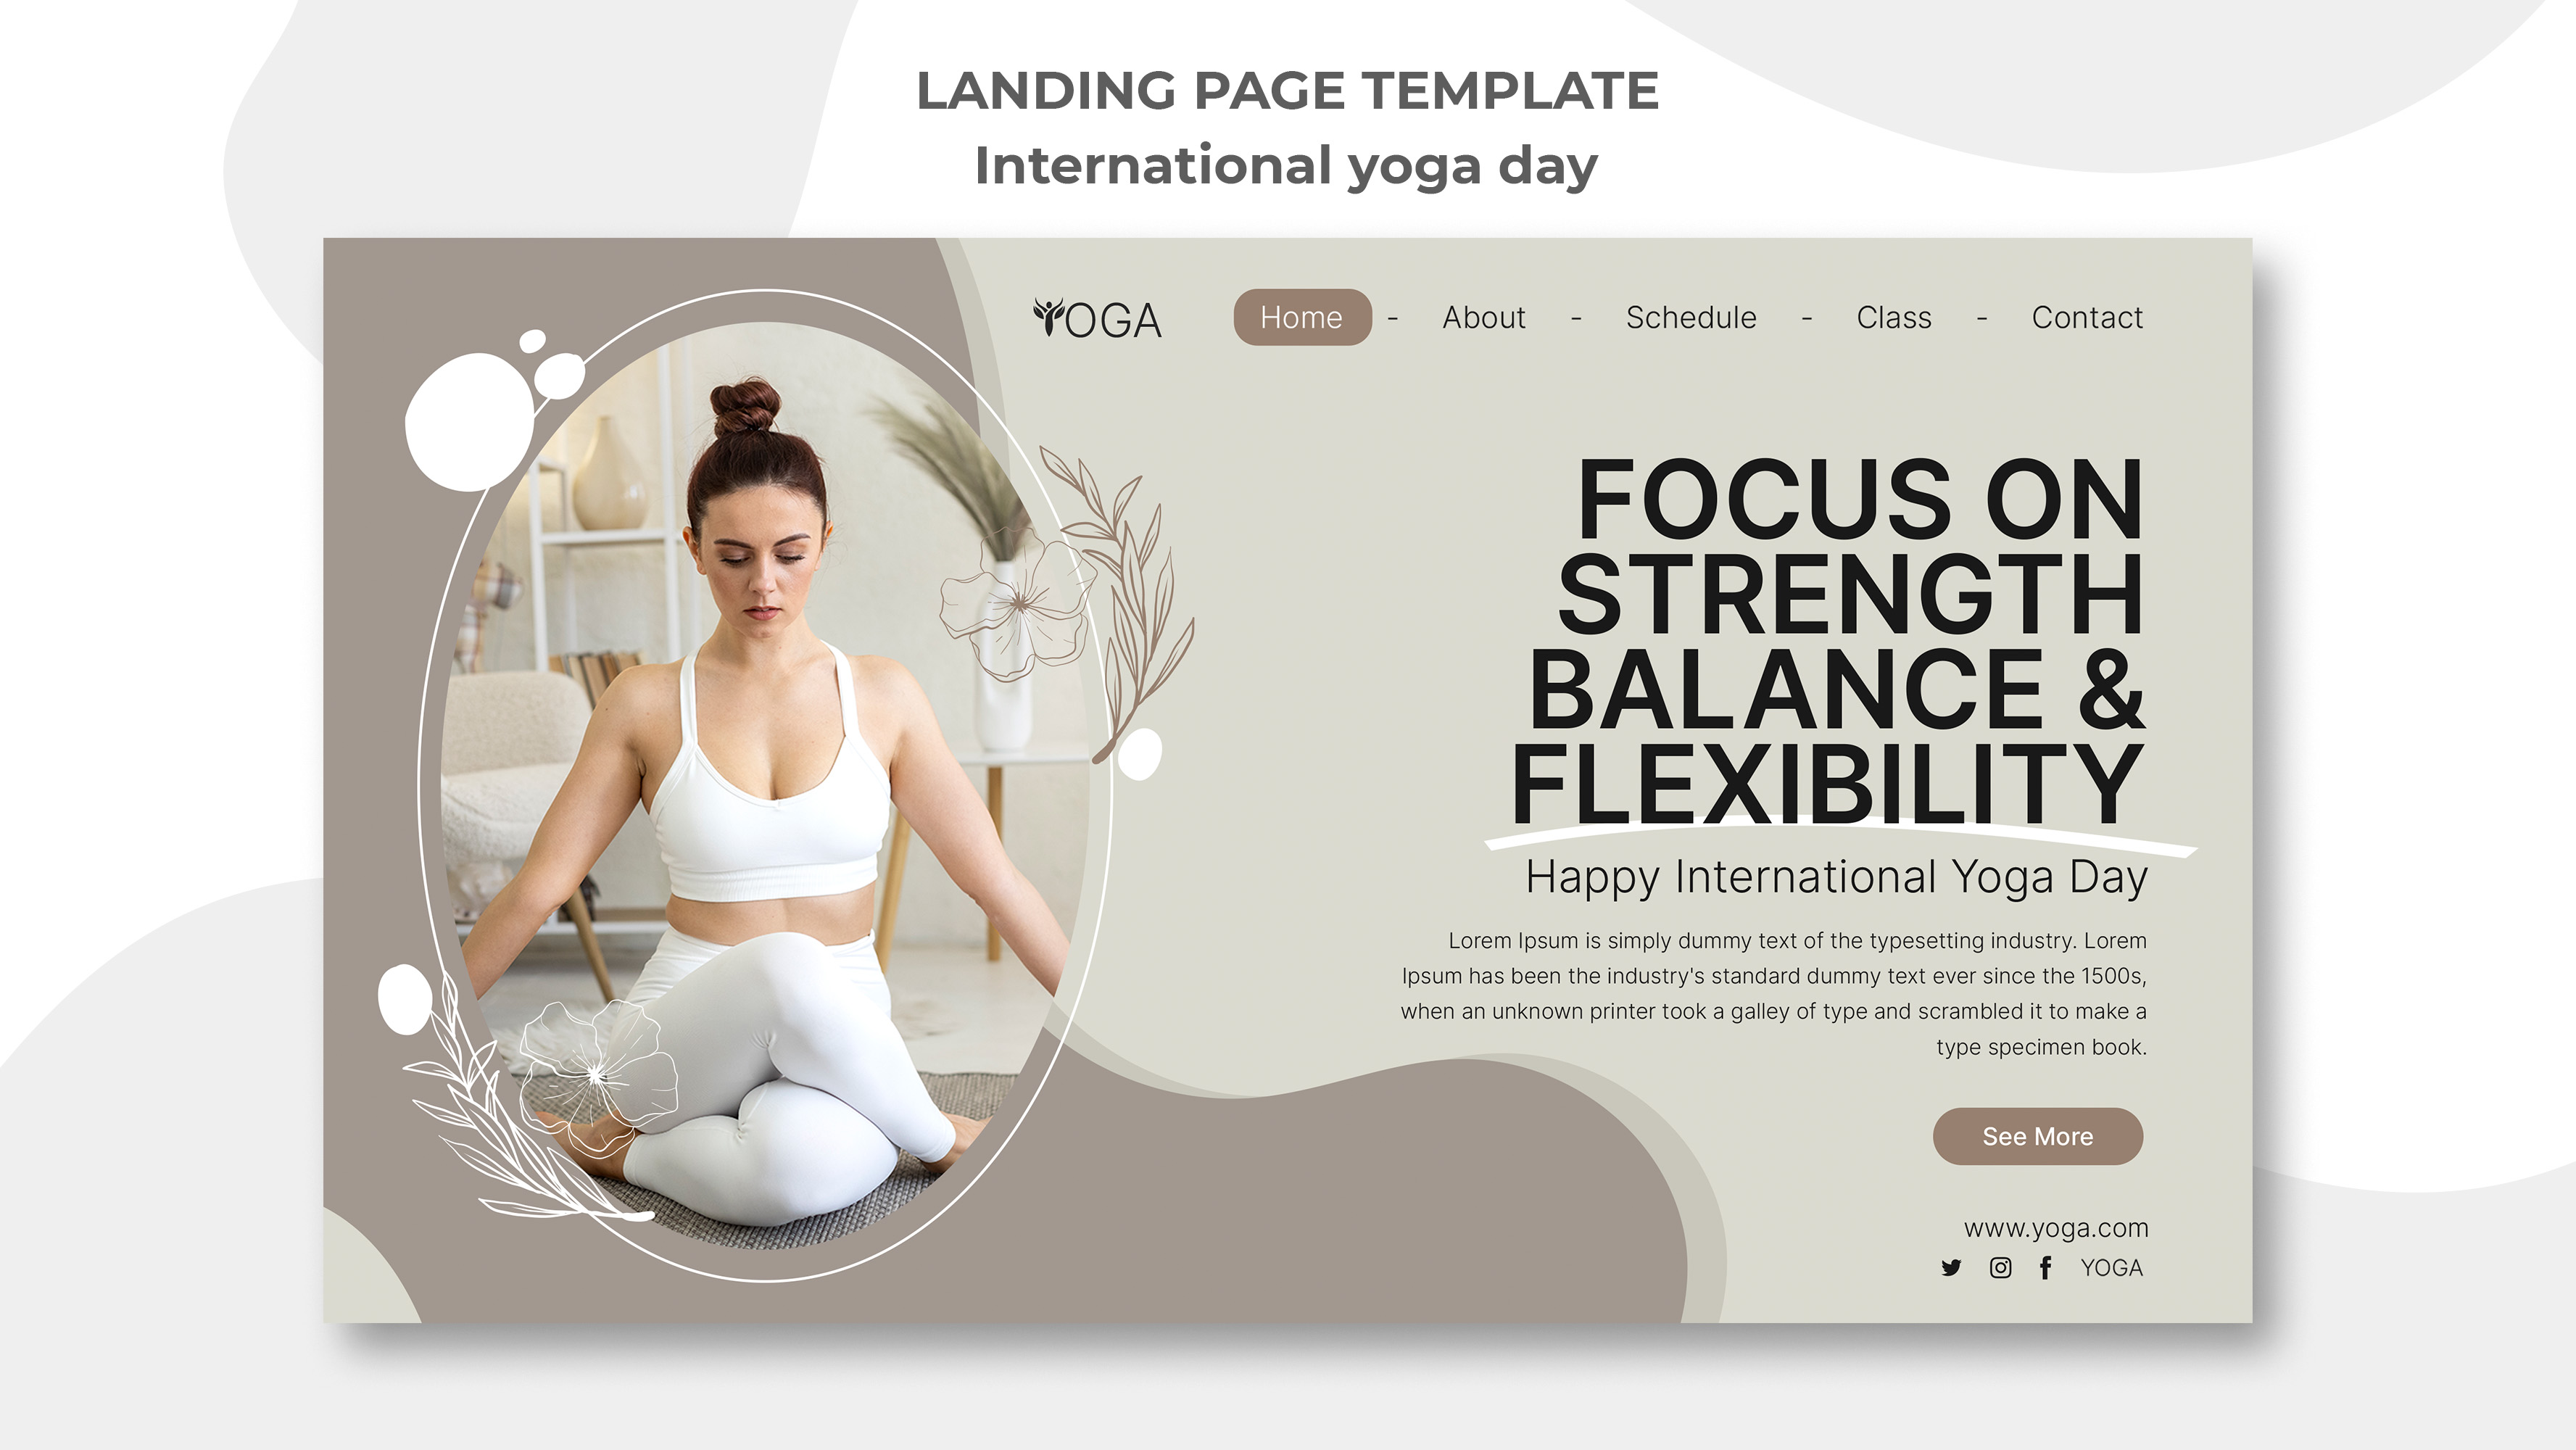 LANDING PAGE TEMPLATE
International yoga day
YOGA
Home - About - Schedule - Class - Contact
FOCUS ON
STRENGTH
BALANCE &
FLEXIBILITY
Happy International Yoga Day
Lorem Ipsum is simply dummy text of the typesetting industry. Lorem
Ipsum has been the industry's standard dummy text ever since the 1500s,
when an unknown printer took a galley of type and scrambled it to make a
type specimen book.
See More
www.yoga.com
YOGA